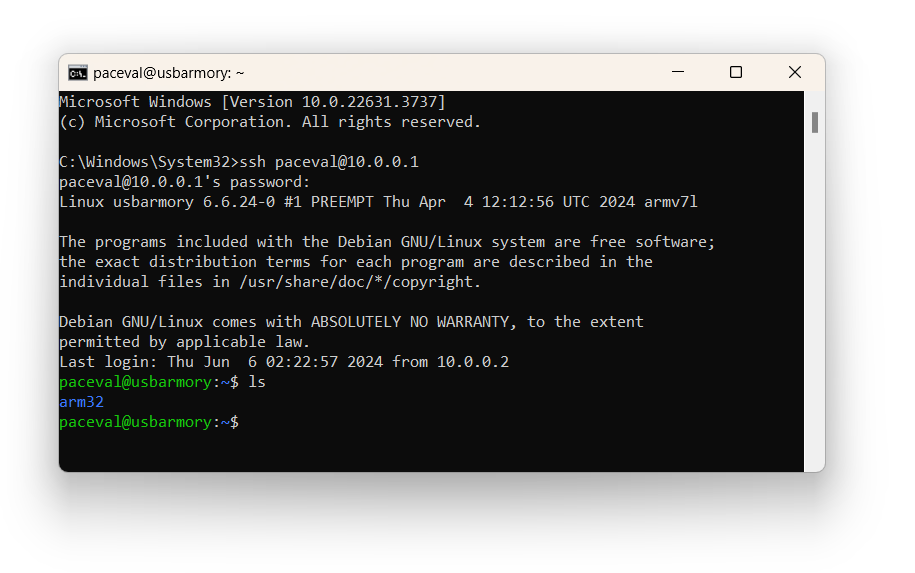 paceval@usbarmory: ~
Microsoft Windows [Version 10.0.22631.3737]
(c) Microsoft Corporation. All rights reserved.
C:\Windows\System32>ssh paceval@10.0.0.1
paceval@10.0.0.1's password:
Linux usbarmory 6.6.24-0 #1 PREEMPT Thu Apr  4 12:12:56 UTC 2024 armv7l
The programs included with the Debian GNU/Linux system are free software;
the exact distribution terms for each program are described in the
individual files in /usr/share/doc/*/copyright.
Debian GNU/Linux comes with ABSOLUTELY NO WARRANTY, to the extent
permitted by applicable law.
Last login: Thu Jun  6 02:22:57 2024 from 10.0.0.2
paceval@usbarmory:~$ ls
arm32
paceval@usbarmory:~$